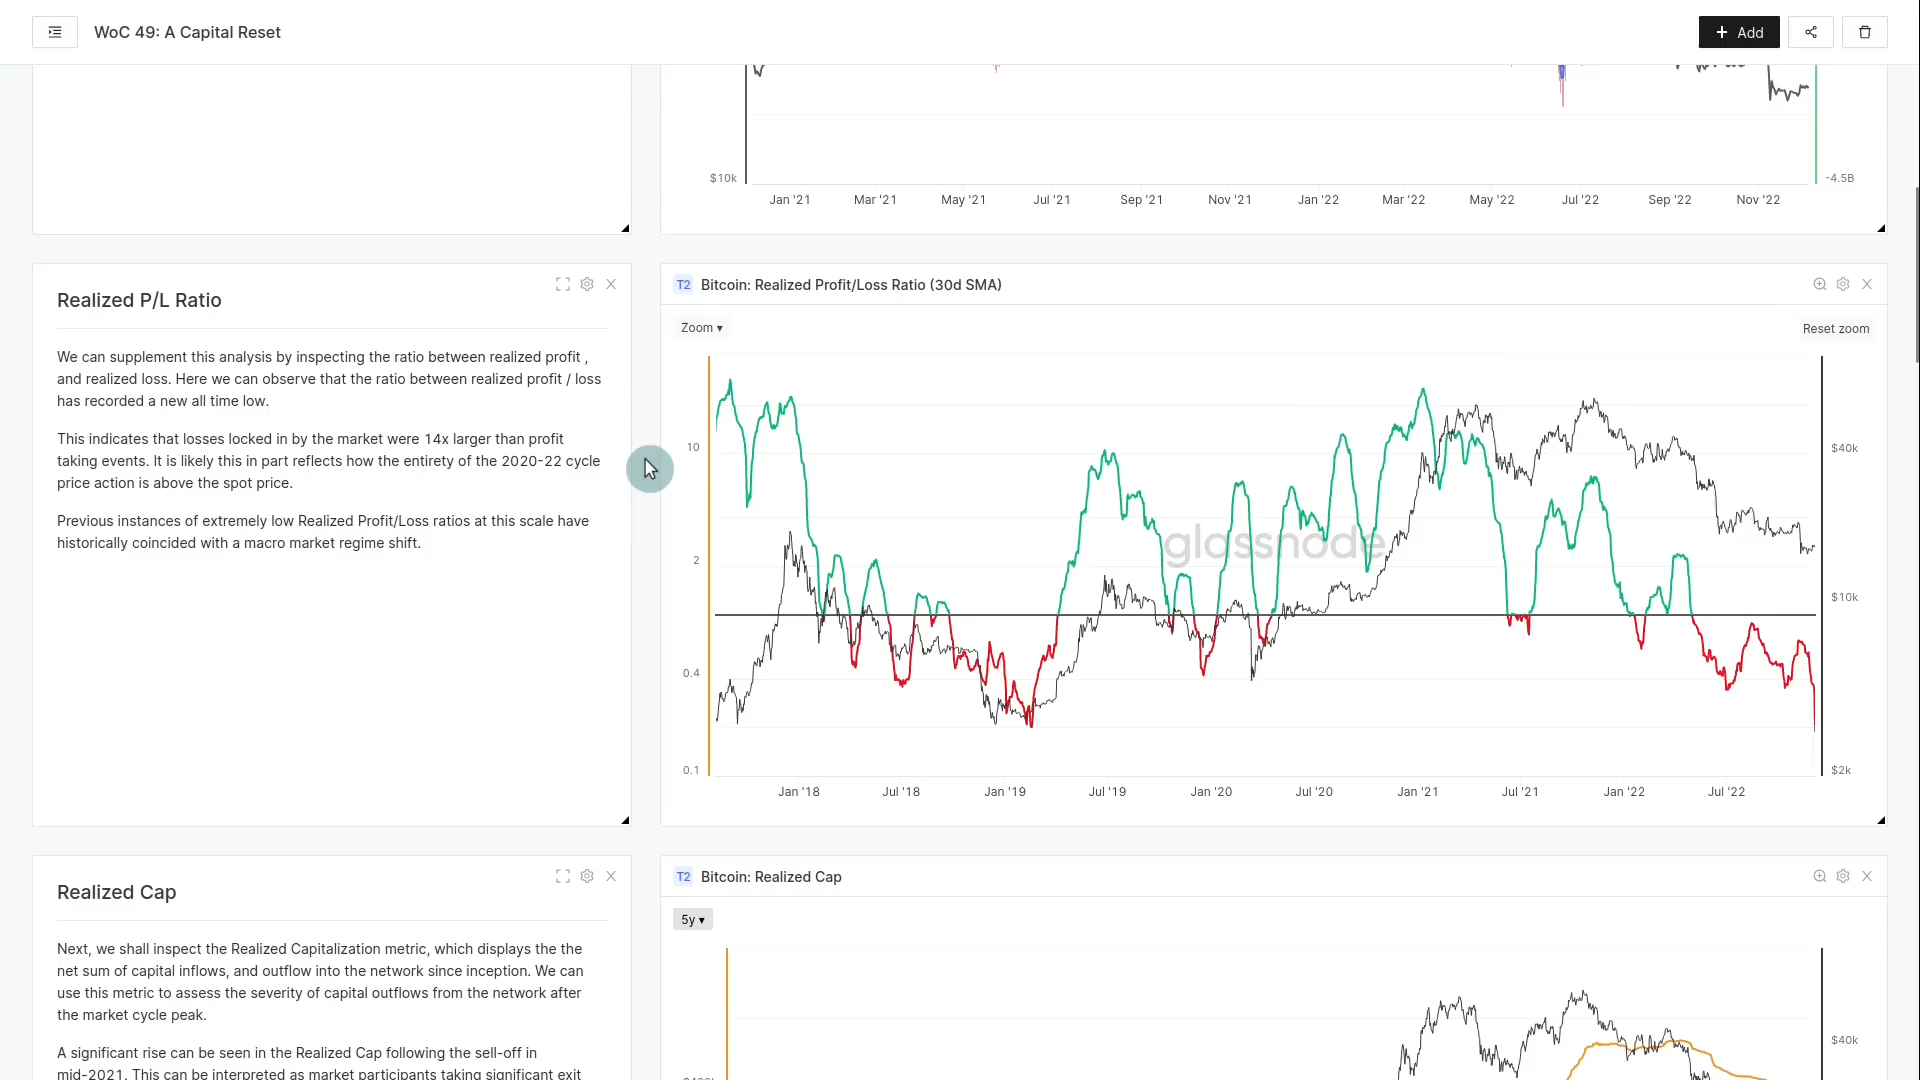 WoC 49: A Capital Reset
+ Add
$10k
-4.5B
Jan '21
Mar '21
May '21
Jul '21
Sep '21
Nov '21
Jan '22
Mar '22
May '22
Jul '22
Sep '22
Nov '22
Realized P/L Ratio
We can supplement this analysis by inspecting the ratio between realized profit ,
and realized loss. Here we can observe that the ratio between realized profit / loss
has recorded a new all time low.
This indicates that losses locked in by the market were 14x larger than profit
taking events. It is likely this in part reflects how the entirety of the 2020-22 cycle
price action is above the spot price.
Previous instances of extremely low Realized Profit/Loss ratios at this scale have
historically coincided with a macro market regime shift.
T2 Bitcoin: Realized Profit/Loss Ratio (30d SMA)
Zoom ▾
Reset zoom
10
2
0.4
0.1
$40k
$10k
$2k
glassnode
Jan '18
Jul '18
Jan '19
Jul '19
Jan '20
Jul '20
Jan '21
Jul '21
Jan '22
Jul '22
Realized Cap
Next, we shall inspect the Realized Capitalization metric, which displays the the
net sum of capital inflows, and outflow into the network since inception. We can
use this metric to assess the severity of capital outflows from the network after
the market cycle peak.
A significant rise can be seen in the Realized Cap following the sell-off in
mid-2021. This can be interpreted as market participants taking significant exit
T2 Bitcoin: Realized Cap
5y ▾
$40k